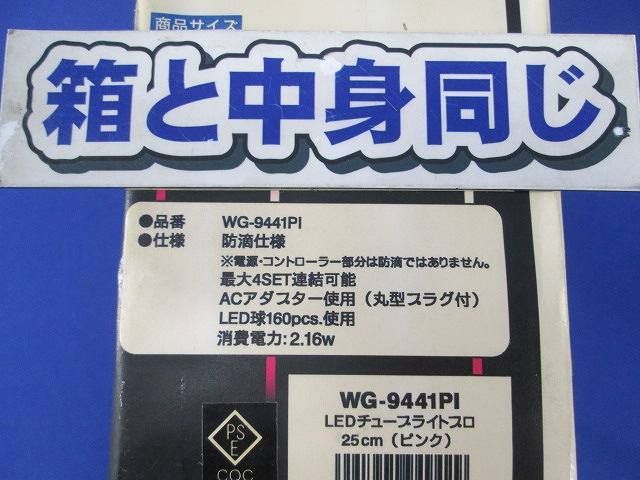 商品サイズ
箱と中身同じ
●品番 WG-9441PI
●仕様 防滴仕様
※電源・コントローラー部分は防滴ではありません。
最大4SET連結可能
ACアダプター使用（丸型プラグ付）
LED球160pcs.使用
消費電力：2.16w
WG-9441PI
LEDチューブライトプロ
25cm（ピンク）
PS
E
COC